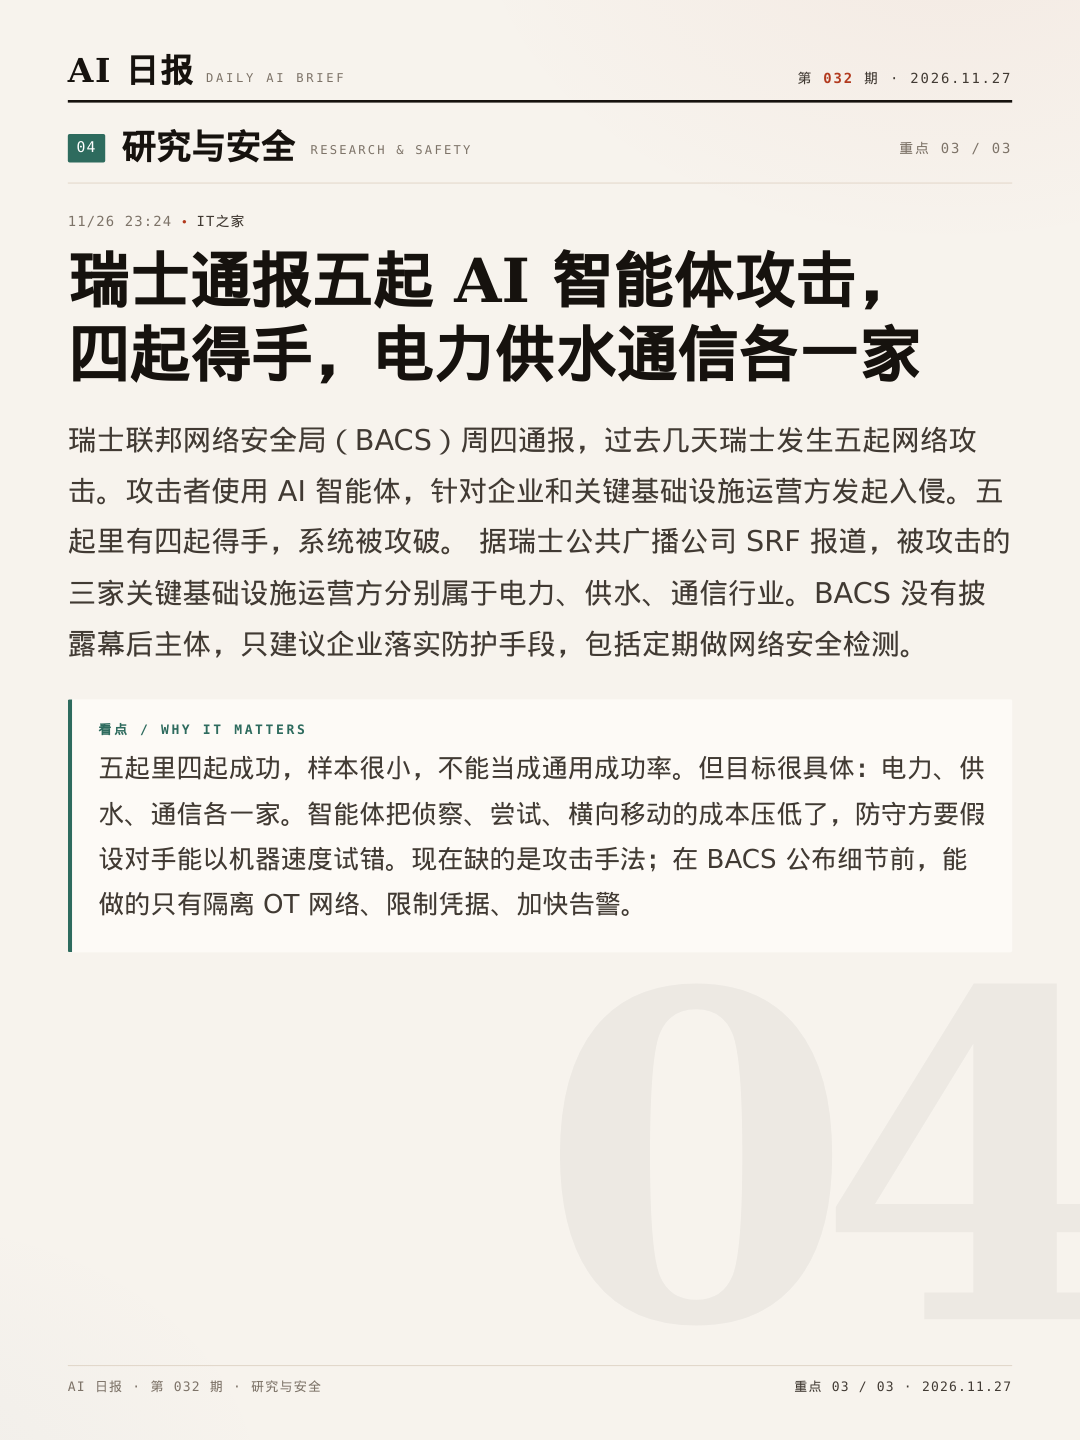 AI 日报 DAILY AI BRIEF
第 032 期 · 2026.11.27
04 研究与安全 RESEARCH & SAFETY
重点 03 / 03
11/26 23:24 • IT之家
瑞士通报五起 AI 智能体攻击，
四起得手，电力供水通信各一家
瑞士联邦网络安全局（BACS）周四通报，过去几天瑞士发生五起网络攻
击。攻击者使用 AI 智能体，针对企业和关键基础设施运营方发起入侵。五
起里有四起得手，系统被攻破。 据瑞士公共广播公司 SRF 报道，被攻击的
三家关键基础设施运营方分别属于电力、供水、通信行业。BACS 没有披
露幕后主体，只建议企业落实防护手段，包括定期做网络安全检测。
看点 / WHY IT MATTERS
五起里四起成功，样本很小，不能当成通用成功率。但目标很具体：电力、供
水、通信各一家。智能体把侦察、尝试、横向移动的成本压低了，防守方要假
设对手能以机器速度试错。现在缺的是攻击手法；在 BACS 公布细节前，能
做的只有隔离 OT 网络、限制凭据、加快告警。
04
AI 日报 · 第 032 期 · 研究与安全
重点 03 / 03 · 2026.11.27